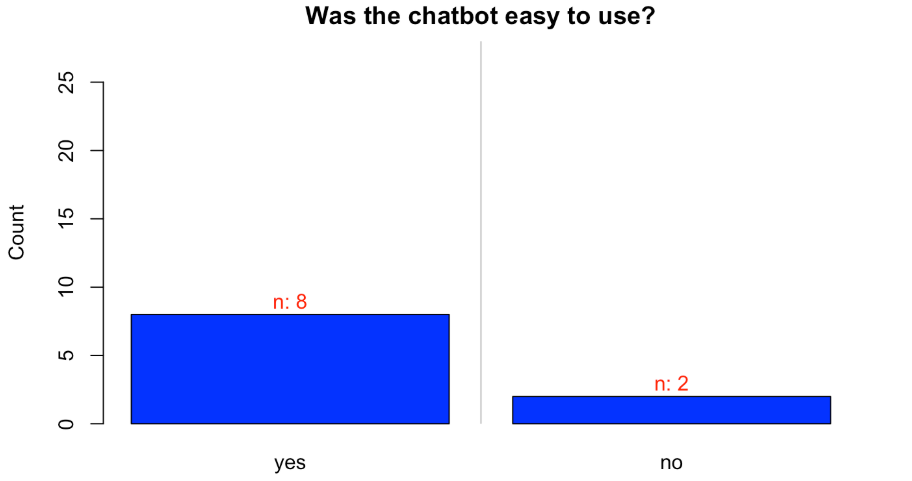 Was the chatbot easy to use?
Count
25
20
15
10
5
0
n: 8
n: 2
yes
no